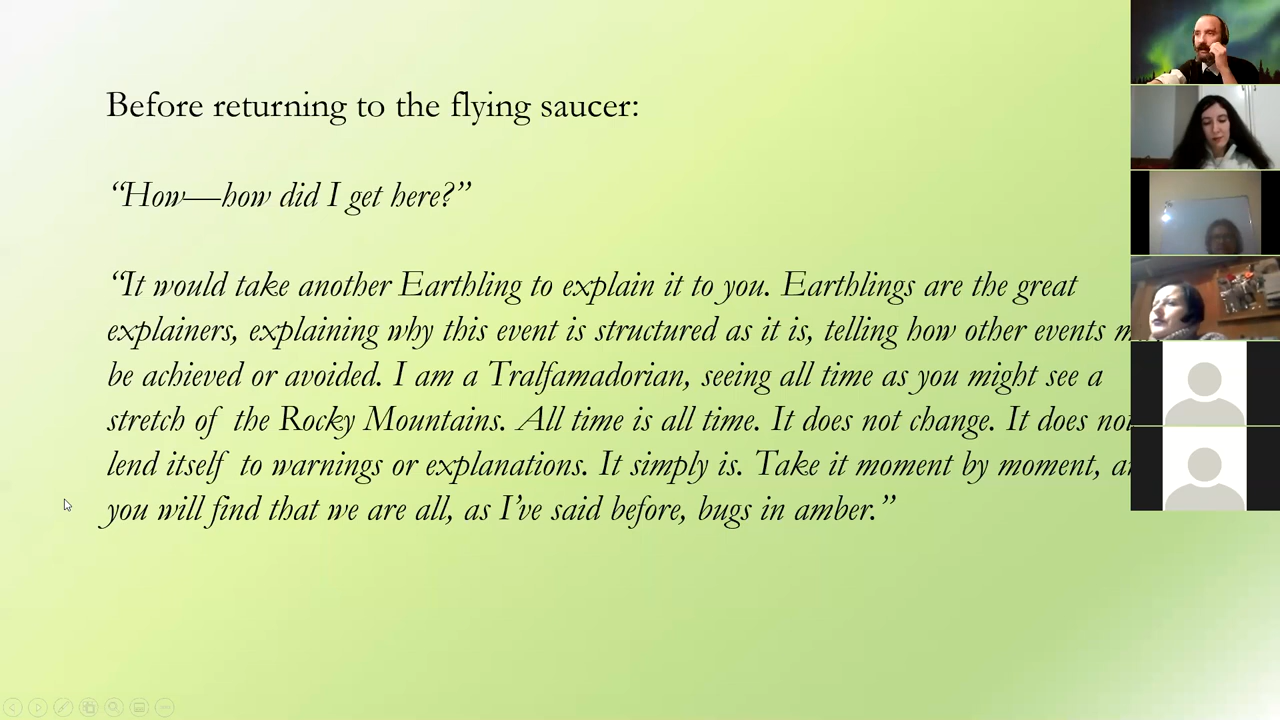 Before returning to the flying saucer:
“How—how did I get here?”
“It would take another Earthling to explain it to you. Earthlings are the great
explainers, explaining why this event is structured as it is, telling how other events
be achieved or avoided. I am a Tralfamadorian, seeing all time as you might see a
stretch of the Rocky Mountains. All time is all time. It does not change. It does not
lend itself to warnings or explanations. It simply is. Take it moment by moment,
you will find that we are all, as I’ve said before, bugs in amber.”